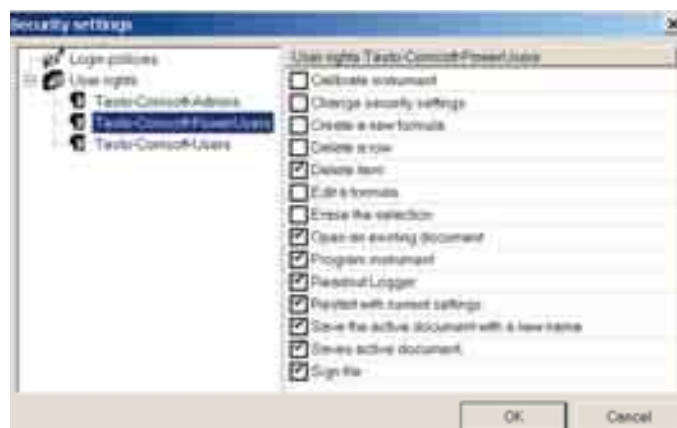 Security settings
Login policies
User rights
Testo-Comsoft-Admins
Testo-Comsoft-PowerUsers
Testo-Comsoft-Users
User rights Testo-Comsoft-PowerUsers
Calibrate instrument
Change security settings
Create a new formula
Delete a row
Delete item
Edit a formula
Erase the selection
Open an existing document
Program instrument
Readout Logger
Restart with current settings
Save the active document with a new name
Saves active document.
Sign file
OK
Cancel